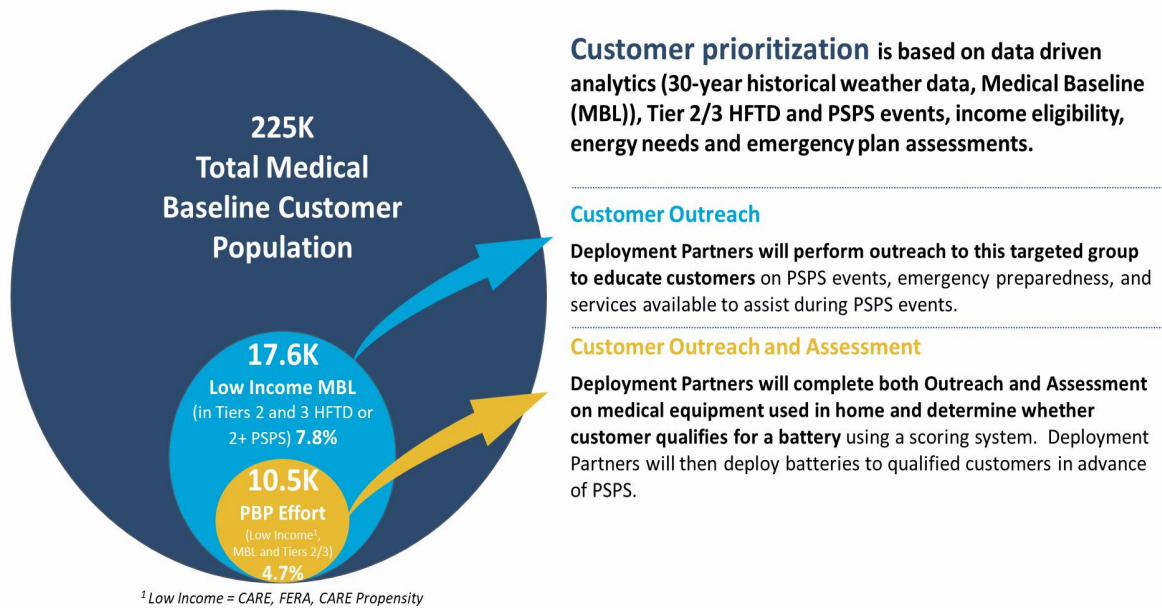 225K
Total Medical
Baseline Customer
Population
17.6K
Low Income MBL
(in Tiers 2 and 3 HFTD or
2+ PSPS) 7.8%
10.5K
PBP Effort
(Low Income¹,
MBL and Tiers 2/3)
4.7%
¹ Low Income = CARE, FERA, CARE Propensity
Customer prioritization is based on data driven
analytics (30-year historical weather data, Medical Baseline
(MBL)), Tier 2/3 HFTD and PSPS events, income eligibility,
energy needs and emergency plan assessments.
Customer Outreach
Deployment Partners will perform outreach to this targeted group
to educate customers on PSPS events, emergency preparedness, and
services available to assist during PSPS events.
Customer Outreach and Assessment
Deployment Partners will complete both Outreach and Assessment
on medical equipment used in home and determine whether
customer qualifies for a battery using a scoring system. Deployment
Partners will then deploy batteries to qualified customers in advance
of PSPS.